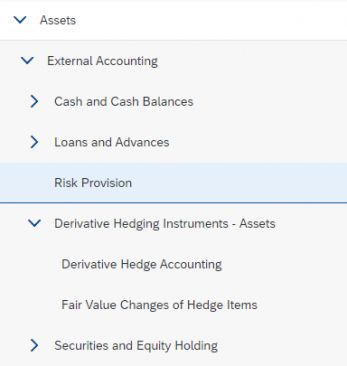 Assets
External Accounting
Cash and Cash Balances
Loans and Advances
Risk Provision
Derivative Hedging Instruments - Assets
Derivative Hedge Accounting
Fair Value Changes of Hedge Items
Securities and Equity Holding